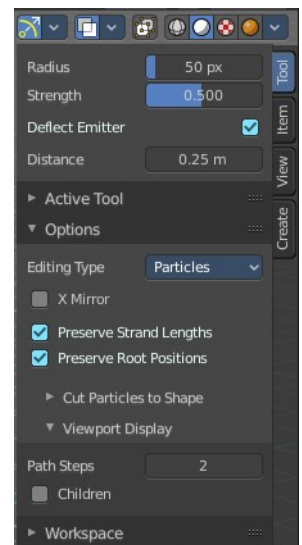 Radius 50 px
Strength 0.500
Deflect Emitter
Distance 0.25 m
Active Tool
Options
Editing Type Particles
X Mirror
Preserve Strand Lengths
Preserve Root Positions
Cut Particles to Shape
Viewport Display
Path Steps 2
Children
Workspace
Tool
Item
View
Create